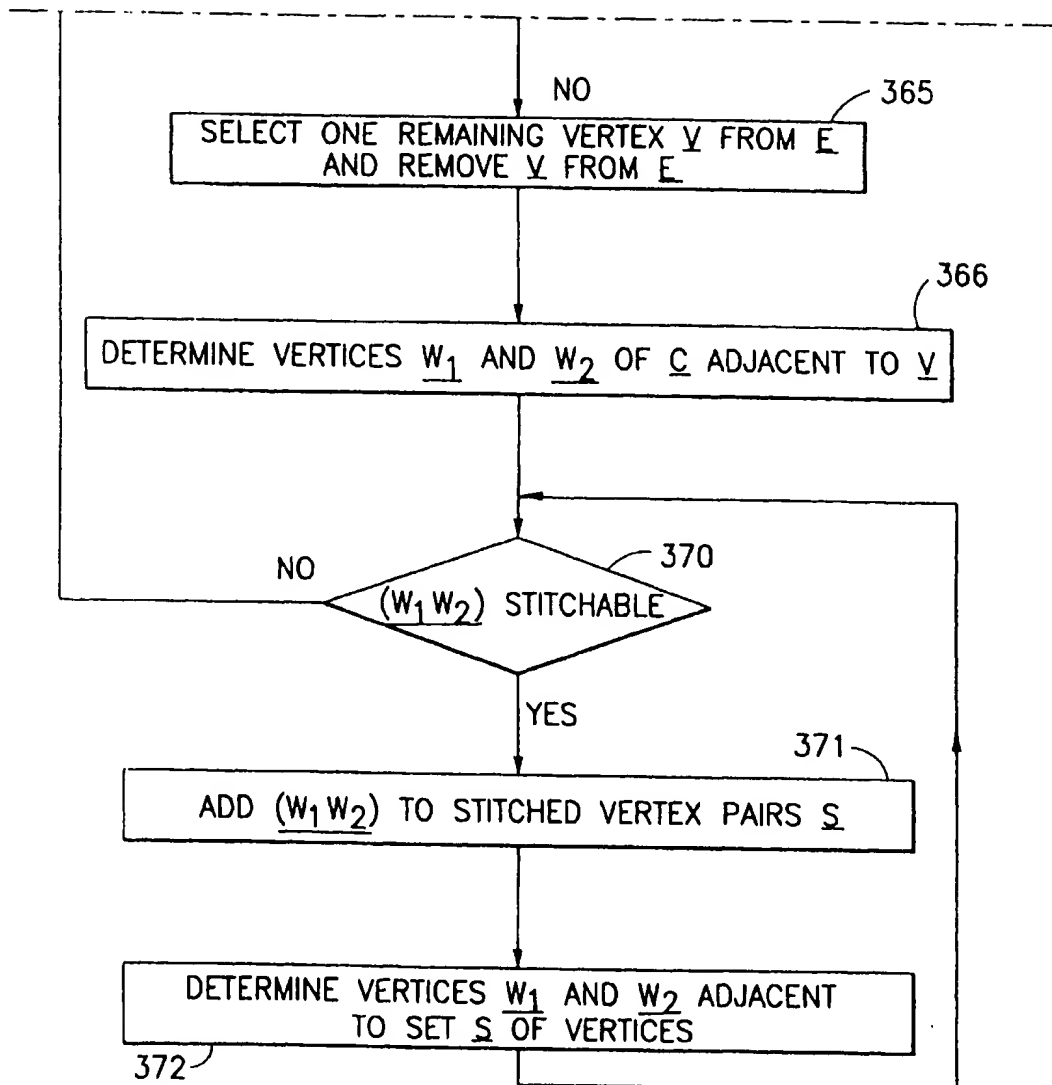 NO
365
SELECT ONE REMAINING VERTEX V FROM E
AND REMOVE V FROM E
366
DETERMINE VERTICES W1 AND W2 OF C ADJACENT TO V
370
NO
(W1 W2) STITCHABLE
YES
371
ADD (W1 W2) TO STITCHED VERTEX PAIRS S
DETERMINE VERTICES W1 AND W2 ADJACENT
TO SET S OF VERTICES
372